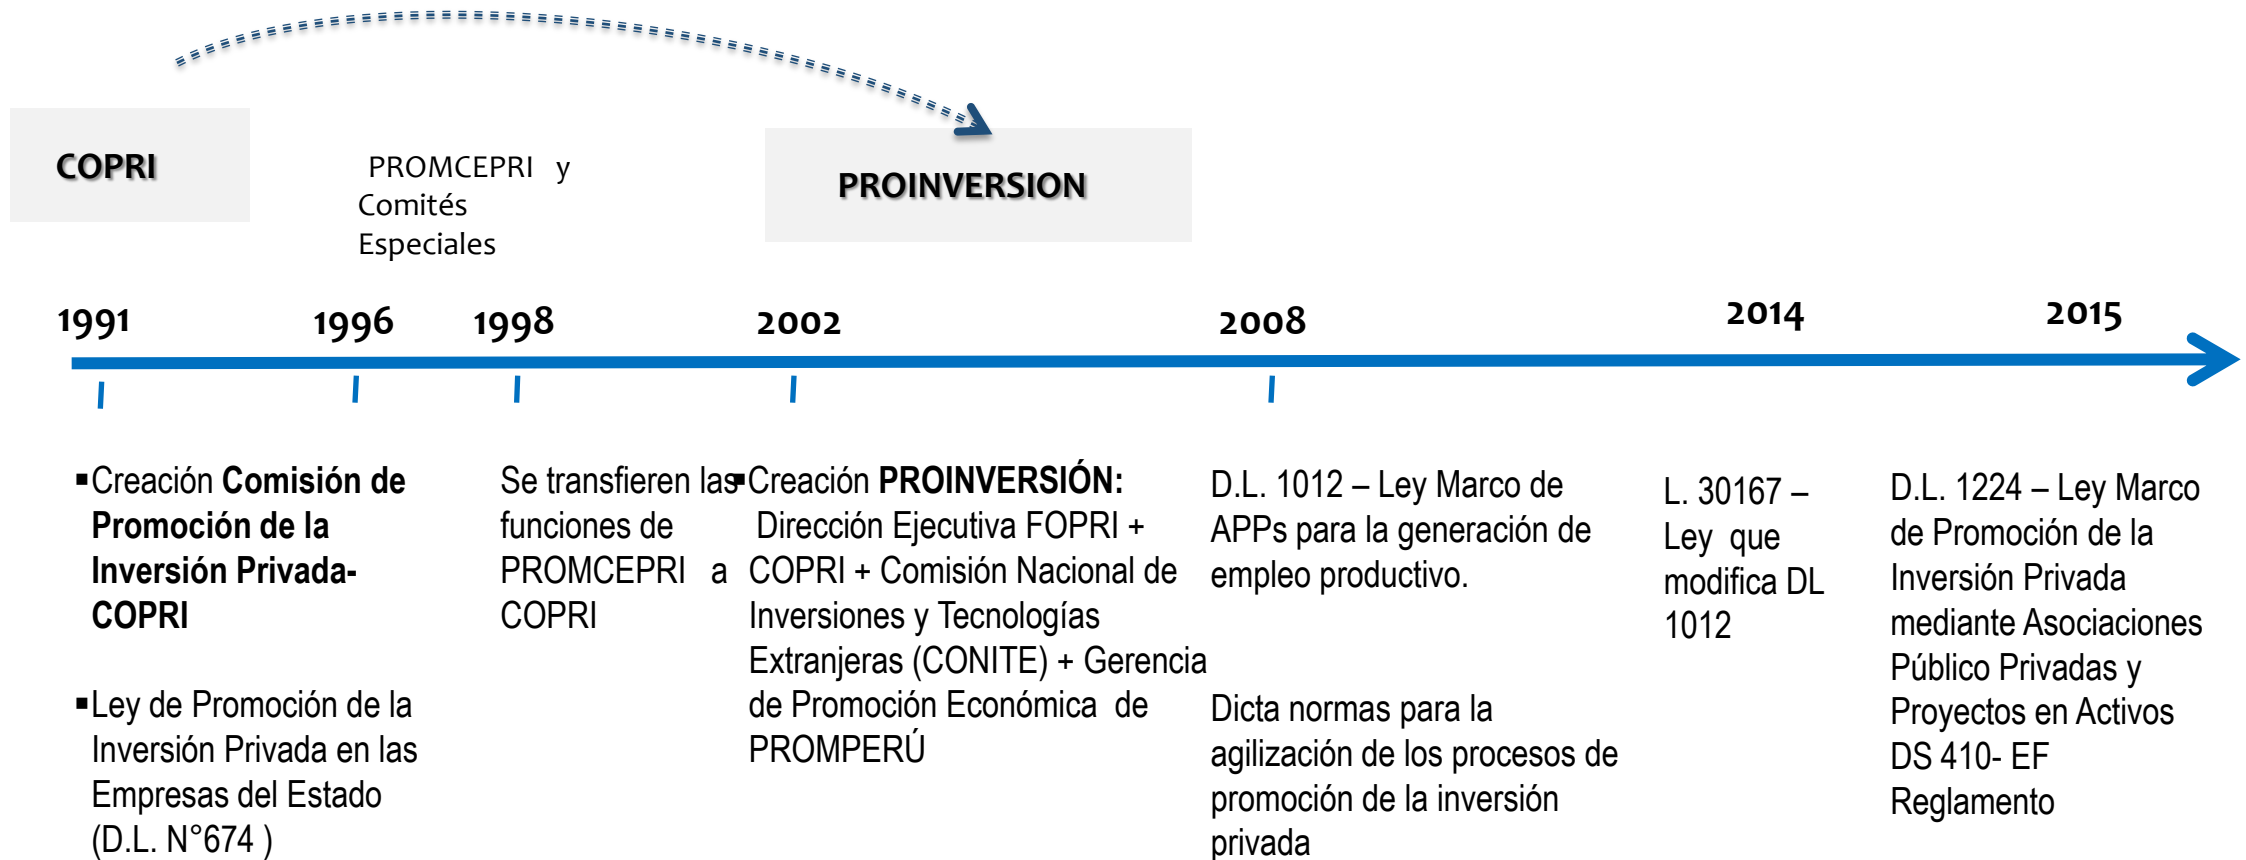 COPRI
PROMCEPRI y
Comités
Especiales
PROINVERSION
1991
1996
1998
2002
2008
2014
2015
▪Creación Comisión de
Promoción de la
Inversión Privada-
COPRI
▪Ley de Promoción de la
Inversión Privada en las
Empresas del Estado
(D.L. N°674 )
Se transfieren las
funciones de
PROMCEPRI a
COPRI
▪Creación PROINVERSIÓN:
Dirección Ejecutiva FOPRI +
COPRI + Comisión Nacional de
Inversiones y Tecnologías
Extranjeras (CONITE) + Gerencia
de Promoción Económica de
PROMPERÚ
D.L. 1012 – Ley Marco de
APPs para la generación de
empleo productivo.
Dicta normas para la
agilización de los procesos de
promoción de la inversión
privada
L. 30167 –
Ley que
modifica DL
1012
D.L. 1224 – Ley Marco
de Promoción de la
Inversión Privada
mediante Asociaciones
Público Privadas y
Proyectos en Activos
DS 410- EF
Reglamento